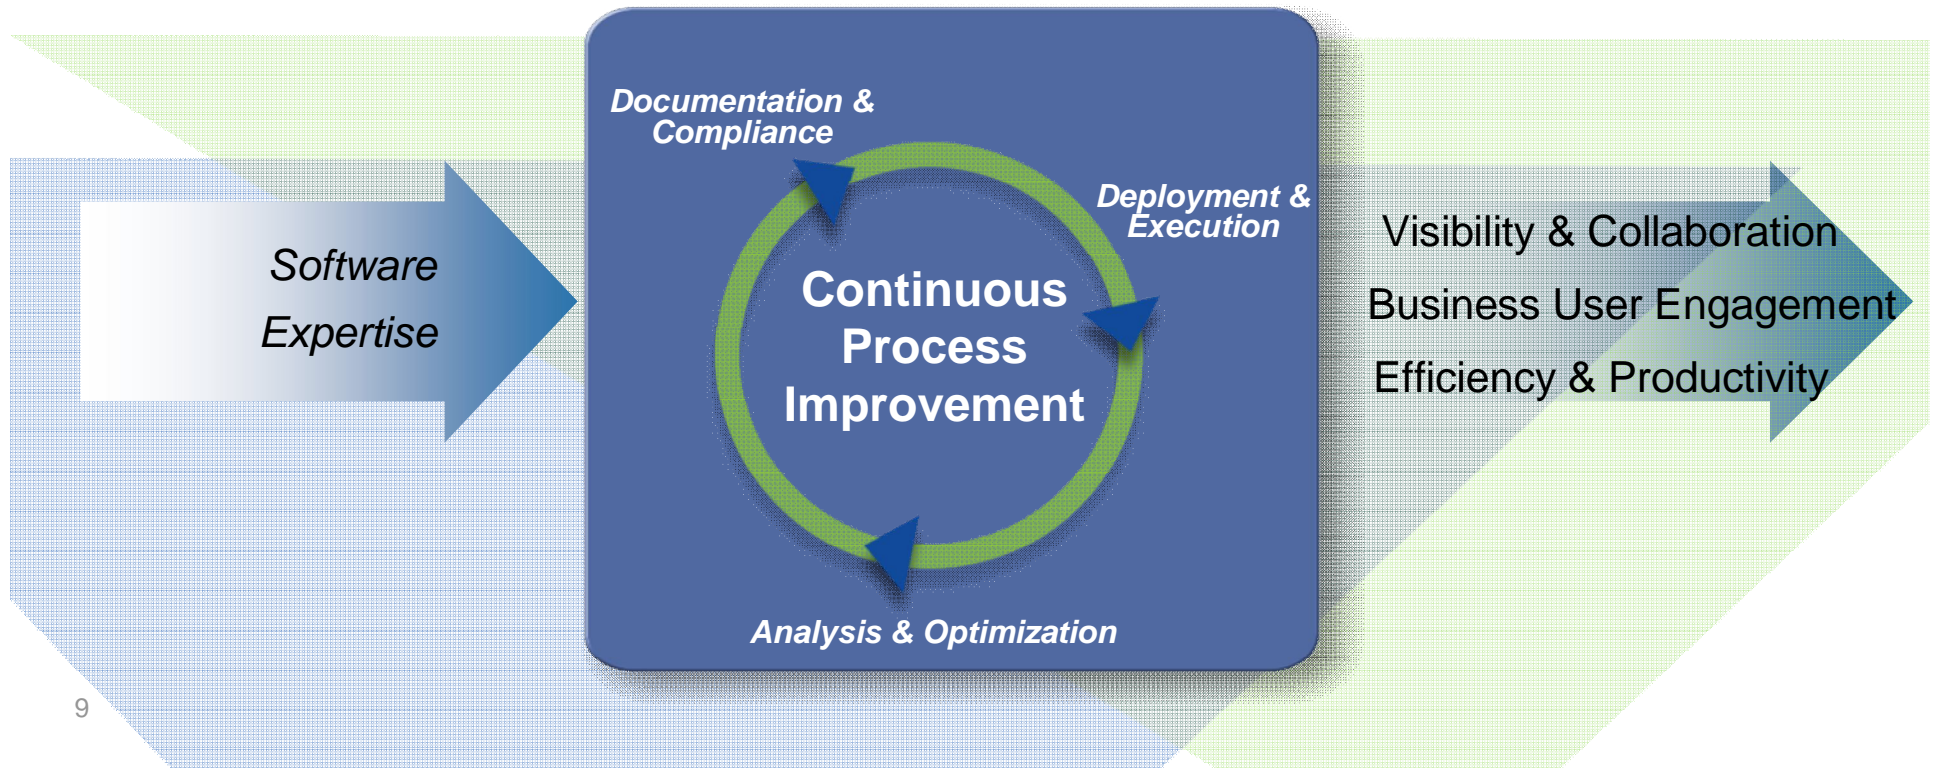 Documentation &
Compliance
Deployment &
Execution
Software
Expertise
Continuous
Process
Improvement
Visibility & Collaboration
Business User Engagement
Efficiency & Productivity
Analysis & Optimization
9